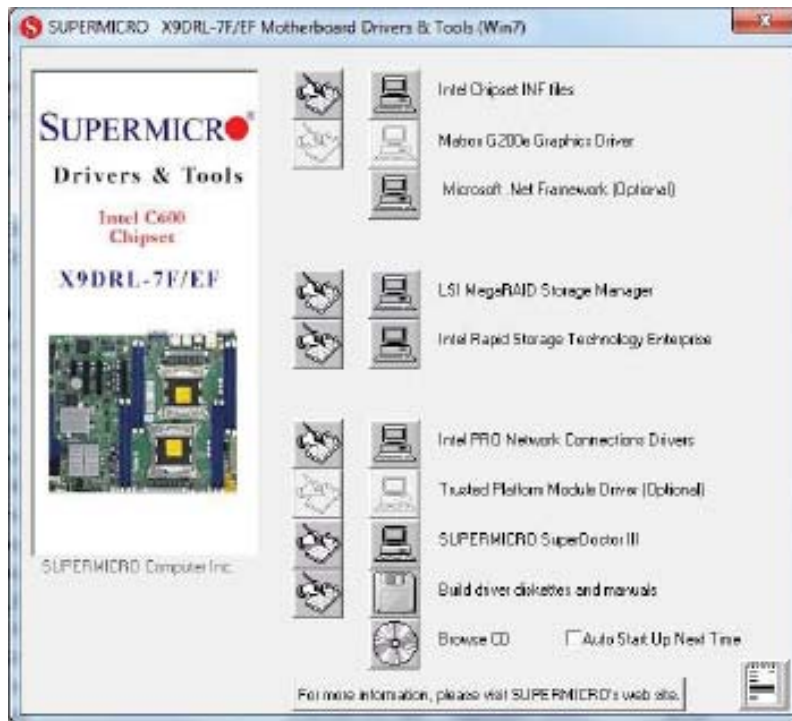 SUPERMICRO X9DRL-7F/EF Motherboard Drivers & Tools (Win7)
SUPERMICRO
Drivers & Tools
Intel C600
Chipset
X9DRL-7F/EF
SUPERMICRO Computer Inc.
Intel Chipset INF files
Matrox G200e Graphics Driver
Microsoft .Net Framework (Optional)
LSI MegaRAID Storage Manager
Intel Rapid Storage Technology Enterprise
Intel PRO Network Connections Drivers
Trusted Platform Module Driver (Optional)
SUPERMICRO SuperDoctor III
Build driver diskettes and manuals
Browse CD
Auto Start Up Next Time
For more information, please visit SUPERMICRO's web site.